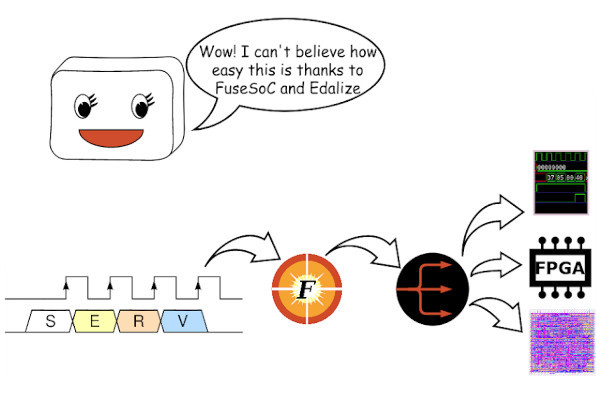 Wow! I can't believe how
easy this is thanks to
FuseSoC and Edalize
F
FPGA
S E R V